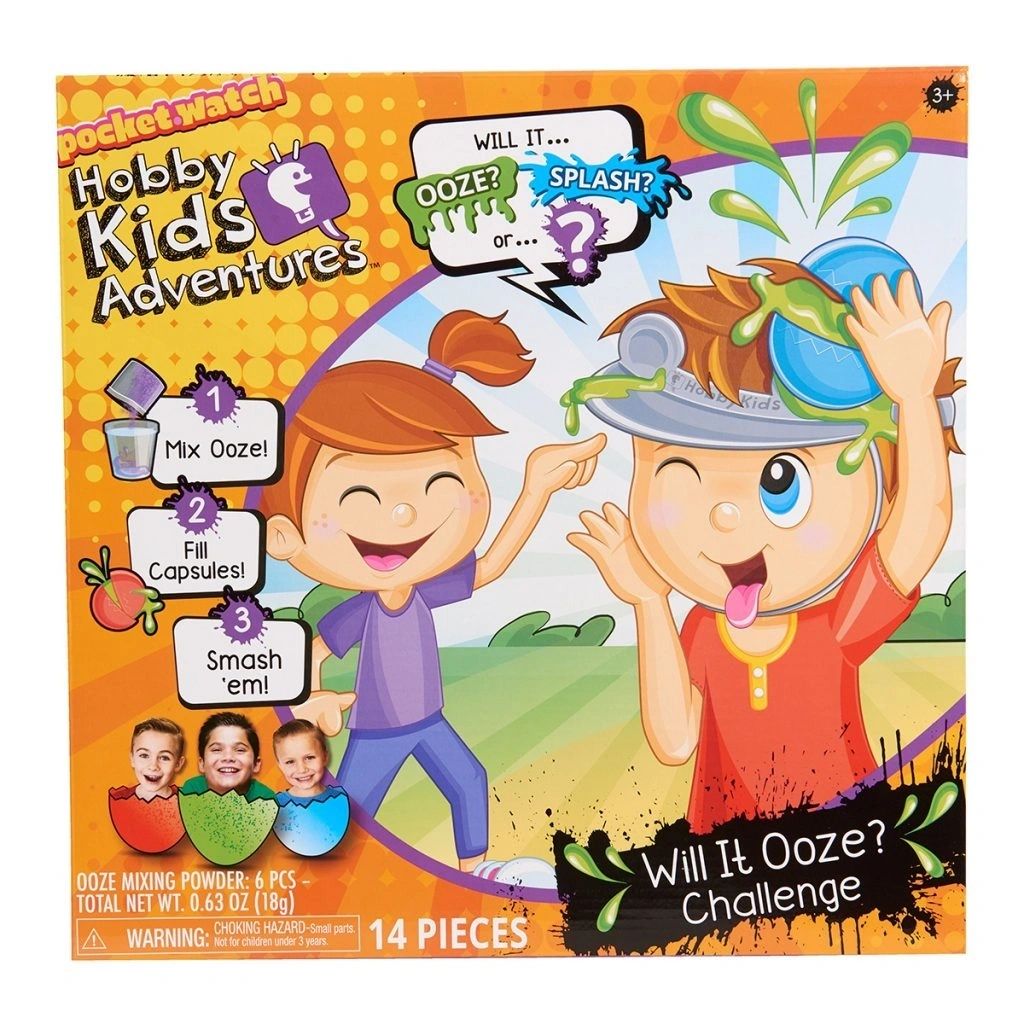 pocket.watch
Hobby
Kids
Adventures™
3+
WILL IT...
OOZE?
SPLASH?
or...
?
Hobby Kids
1
Mix Ooze!
2
Fill
Capsules!
3
Smash
'em!
OOZE MIXING POWDER: 6 PCS –
TOTAL NET WT. 0.63 OZ (18g)
WARNING:
CHOKING HAZARD-Small parts.
Not for children under 3 years.
14 PIECES
Will It Ooze?
Challenge